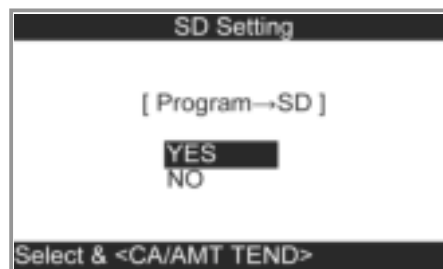 SD Setting
[ Program→SD ]
YES
NO
Select & <CA/AMT TEND>